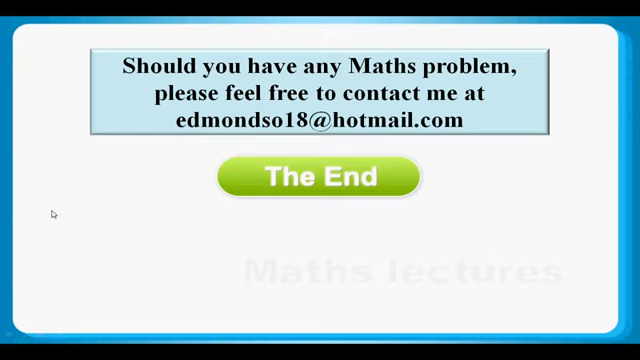 Should you have any Maths problem,
please feel free to contact me at
edmondso18@hotmail.com
The End
Maths lectures